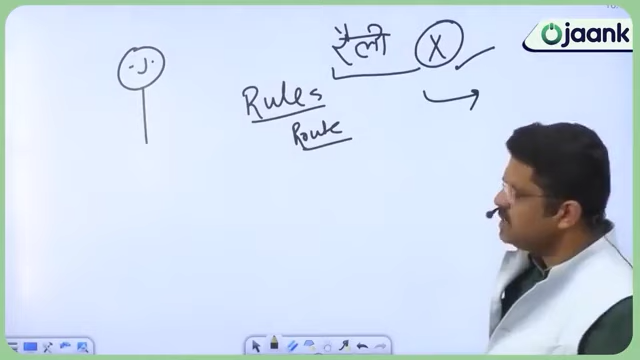 रैली X
Rules
Route
Ojaank